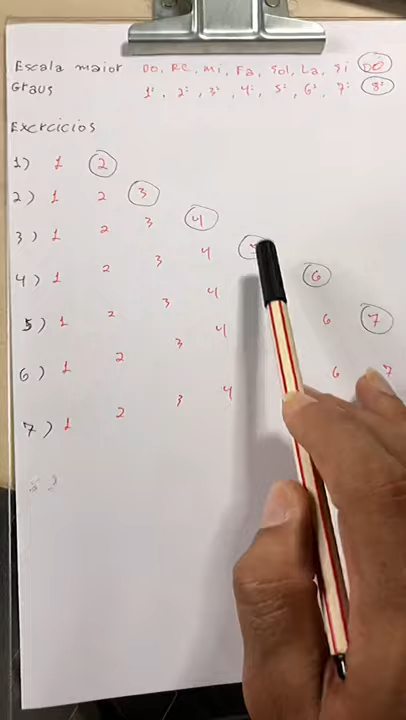 Escala maior Do, Re, Mi, Fa, Sol, La, Si Do
Graus 1º, 2º, 3º, 4º, 5º, 6º, 7º 8º
Exercicios
1) 1 2
2) 1 2 3
3) 1 2 3 4
4) 1 2 3 4
5) 1 2 3 4 6
6) 1 2 3 4 6 7
7) 1 2 3 4 6 7